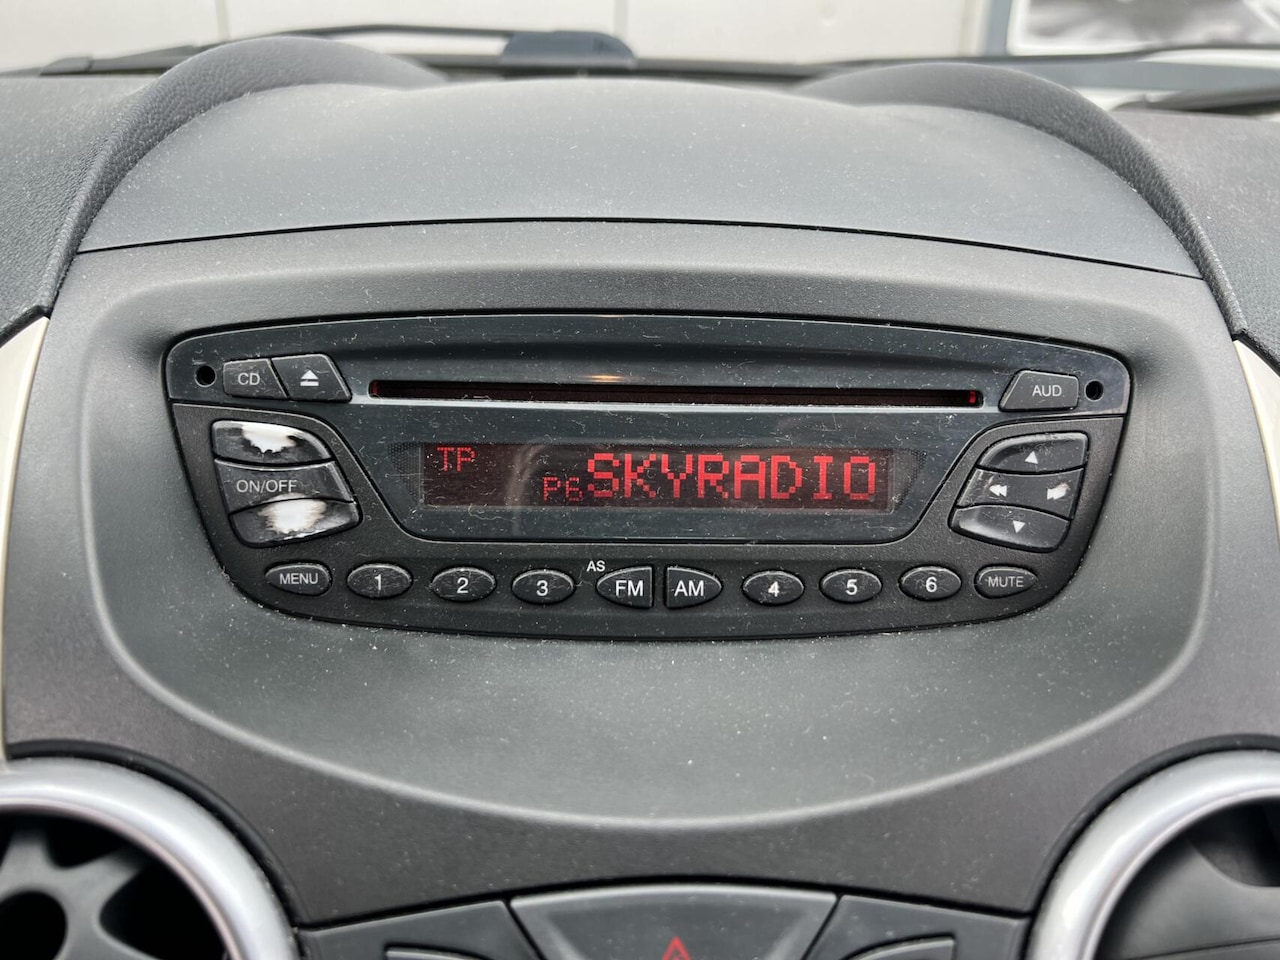 CD
AUD
TP
P6 SKYRADIO
ON/OFF
AS
MENU 1 2 3 FM AM 4 5 6 MUTE